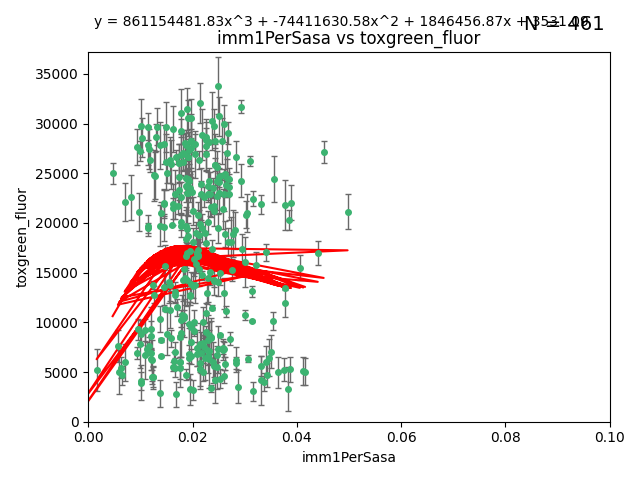 y = 861154481.83x^3 + -74411630.58x^2 + 1846456.87x +
N = 461
imm1PerSasa vs toxgreen_fluor
35000
30000
25000
20000
15000
10000
5000
0
toxgreen_fluor
0.00 0.02 0.04 0.06 0.08 0.10
imm1PerSasa